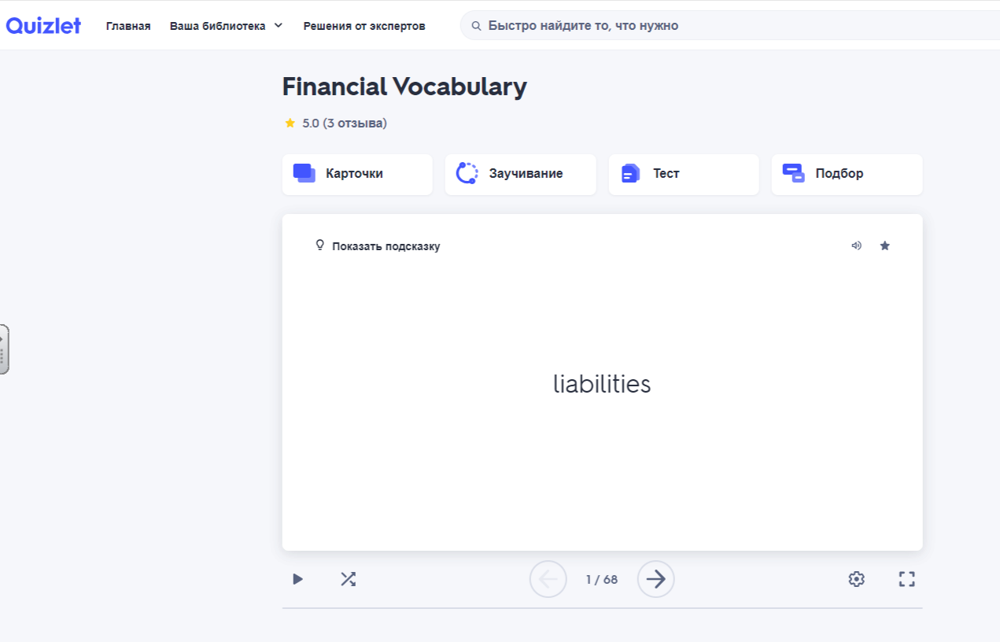 Quizlet Главная Ваша библиотека Решения от экспертов Быстро найдите то, что нужно
Financial Vocabulary
5.0 (3 отзыва)
Карточки Заучивание Тест Подбор
Показать подсказку
liabilities
1 / 68